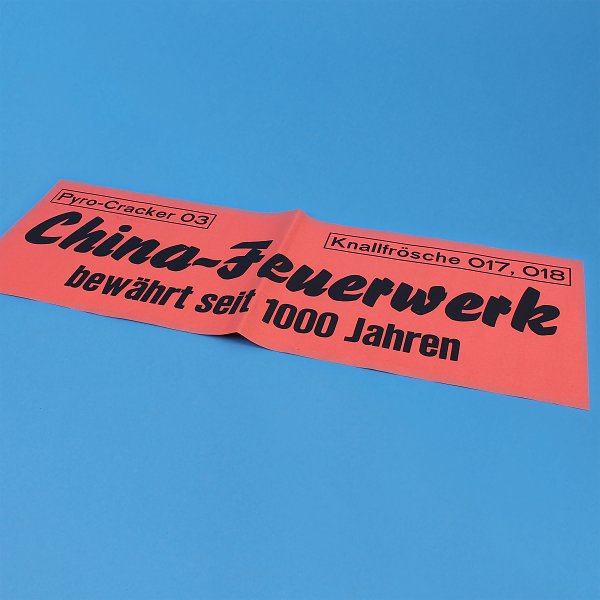 Pyro-Cracker 03
Knallfrösche 017, 018
China-Feuerwerk
bewährt seit 1000 Jahren